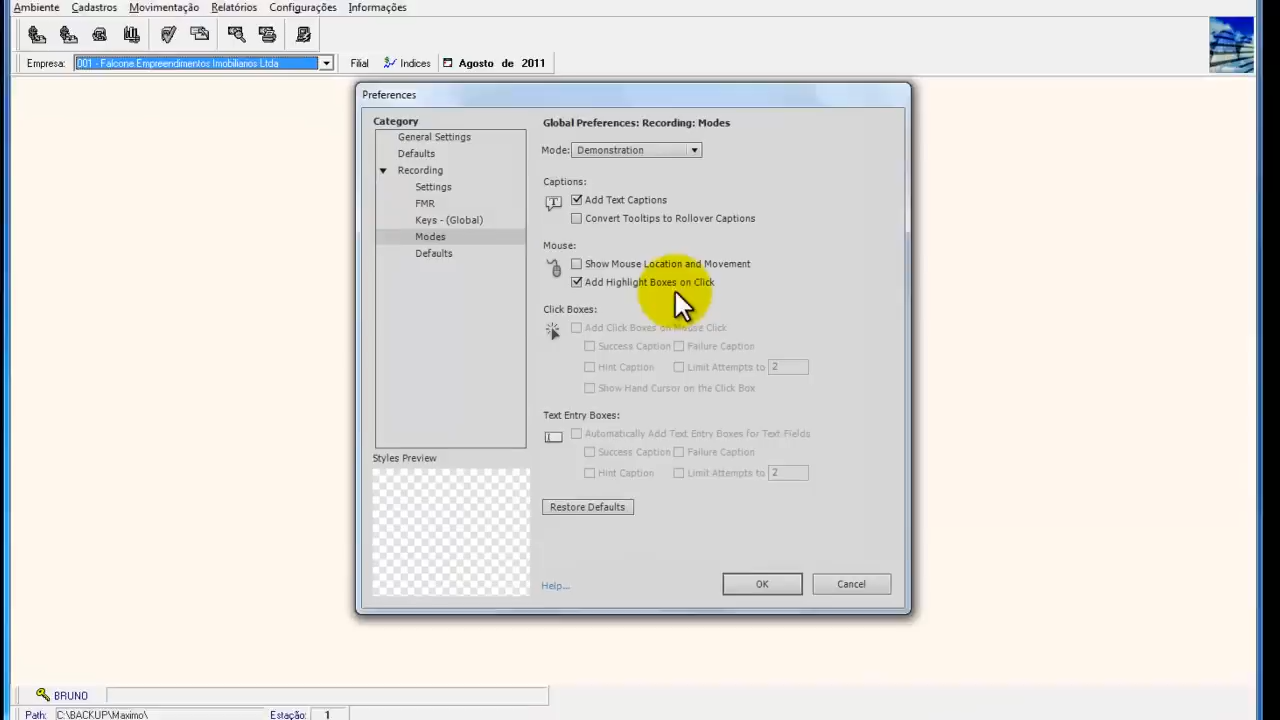 Ambiente Cadastros Movimentação Relatórios Configurações Informações
Empresa: 001 - Falcone Empreendimentos Imobiliarios Ltda Filial Indices Agosto de 2011
Preferences
Category
General Settings
Defaults
Recording
Settings
FMR
Keys - (Global)
Modes
Defaults
Styles Preview
Global Preferences: Recording: Modes
Mode: Demonstration
Captions:
Add Text Captions
Convert Tooltips to Rollover Captions
Mouse:
Show Mouse Location and Movement
Add Highlight Boxes on Click
Click Boxes:
Add Click Boxes on Mouse Click
Success Caption Failure Caption
Hint Caption Limit Attempts to 2
Show Hand Cursor on the Click Box
Text Entry Boxes:
Automatically Add Text Entry Boxes for Text Fields
Success Caption Failure Caption
Hint Caption Limit Attempts to 2
Restore Defaults
Help...
OK Cancel
BRUNO
Path: C:\BACKUP\Maximo\ Estação: 1